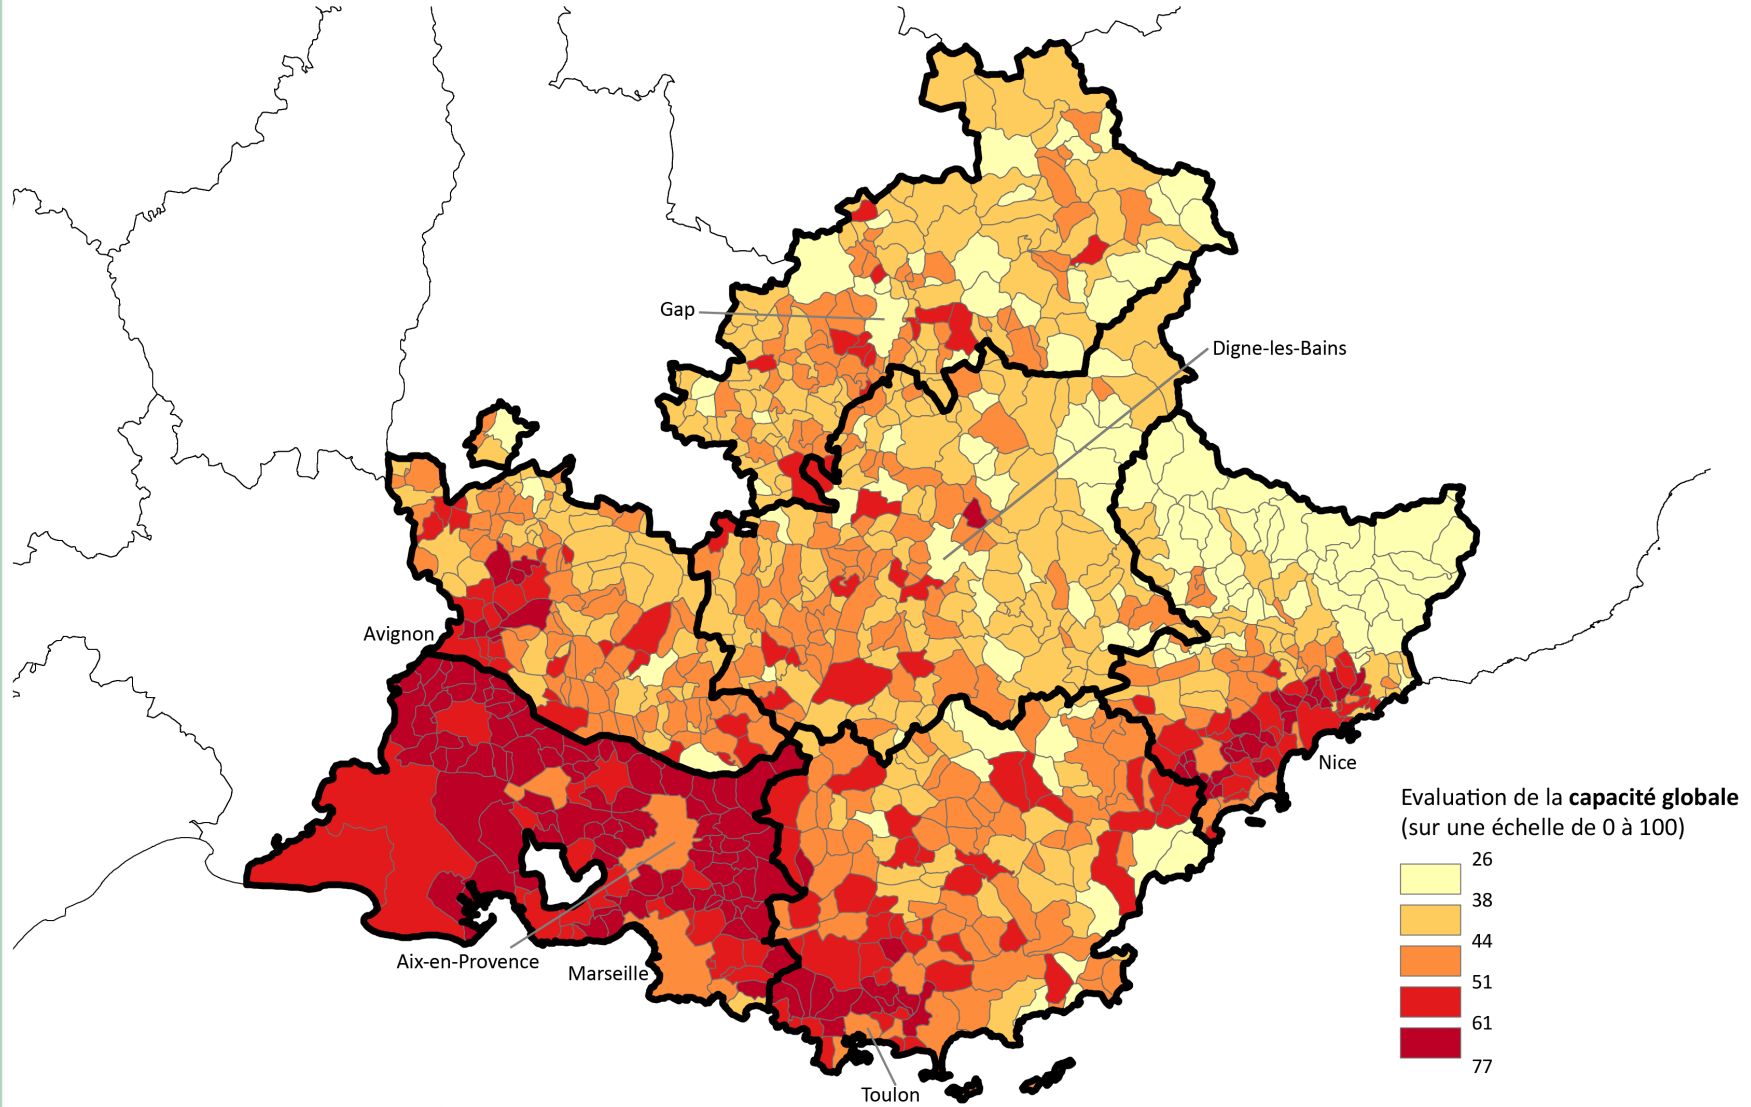 Gap
Digne-les-Bains
Avignon
Nice
Aix-en-Provence
Marseille
Toulon
Evaluation de la capacité globale
(sur une échelle de 0 à 100)
26
38
44
51
61
77